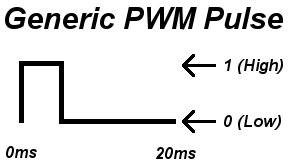 Generic PWM Pulse
1 (High)
0 (Low)
0ms
20ms